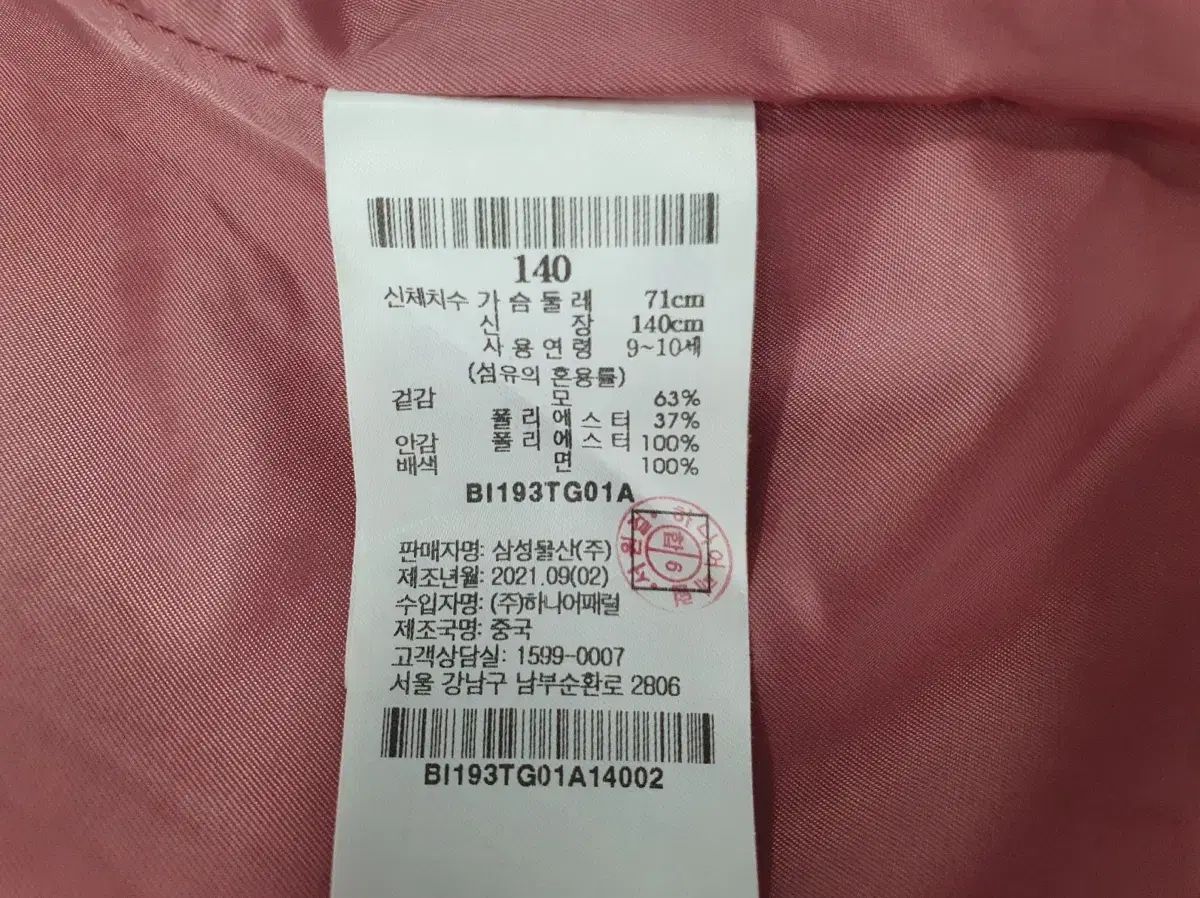 140
신체치수 가슴둘레 71cm
신 장 140cm
사용연령 9~10세
(섬유의 혼용률)
겉감 모 63%
폴리에스터 37%
안감 폴리에스터 100%
배색 면 100%
BI193TG01A
판매자명: 삼성물산(주)
제조년월: 2021.09(02)
수입자명: (주)하나어패럴
제조국명: 중국
고객상담실: 1599-0007
서울 강남구 남부순환로 2806
BI193TG01A14002
합
6